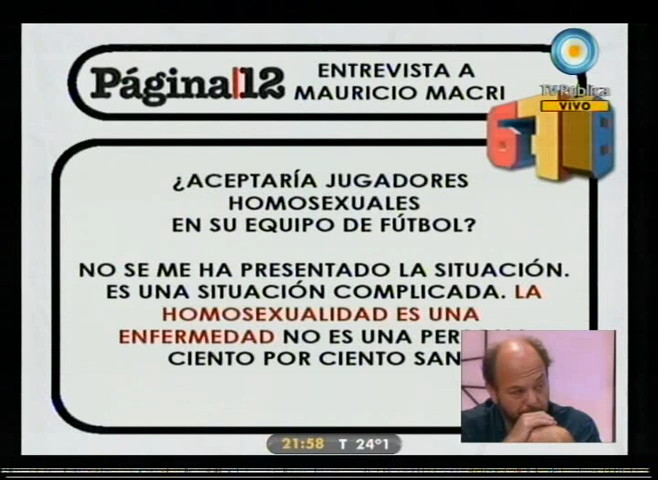 Página|12
ENTREVISTA A
MAURICIO MACRI
TV Pública
VIVO
678
¿ACEPTARÍA JUGADORES
HOMOSEXUALES
EN SU EQUIPO DE FÚTBOL?
NO SE ME HA PRESENTADO LA SITUACIÓN.
ES UNA SITUACIÓN COMPLICADA. LA
HOMOSEXUALIDAD ES UNA
ENFERMEDAD NO ES UNA
CIENTO POR CIENTO
21:58 T 24°1